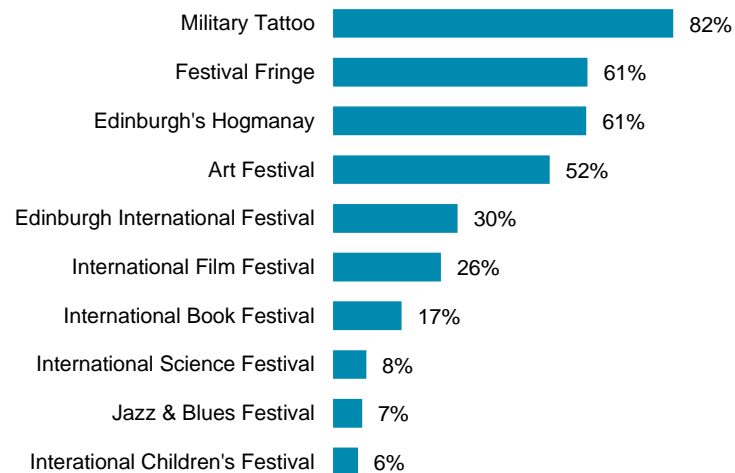 Military Tattoo 82%
Festival Fringe 61%
Edinburgh's Hogmanay 61%
Art Festival 52%
Edinburgh International Festival 30%
International Film Festival 26%
International Book Festival 17%
International Science Festival 8%
Jazz & Blues Festival 7%
Interational Children's Festival 6%